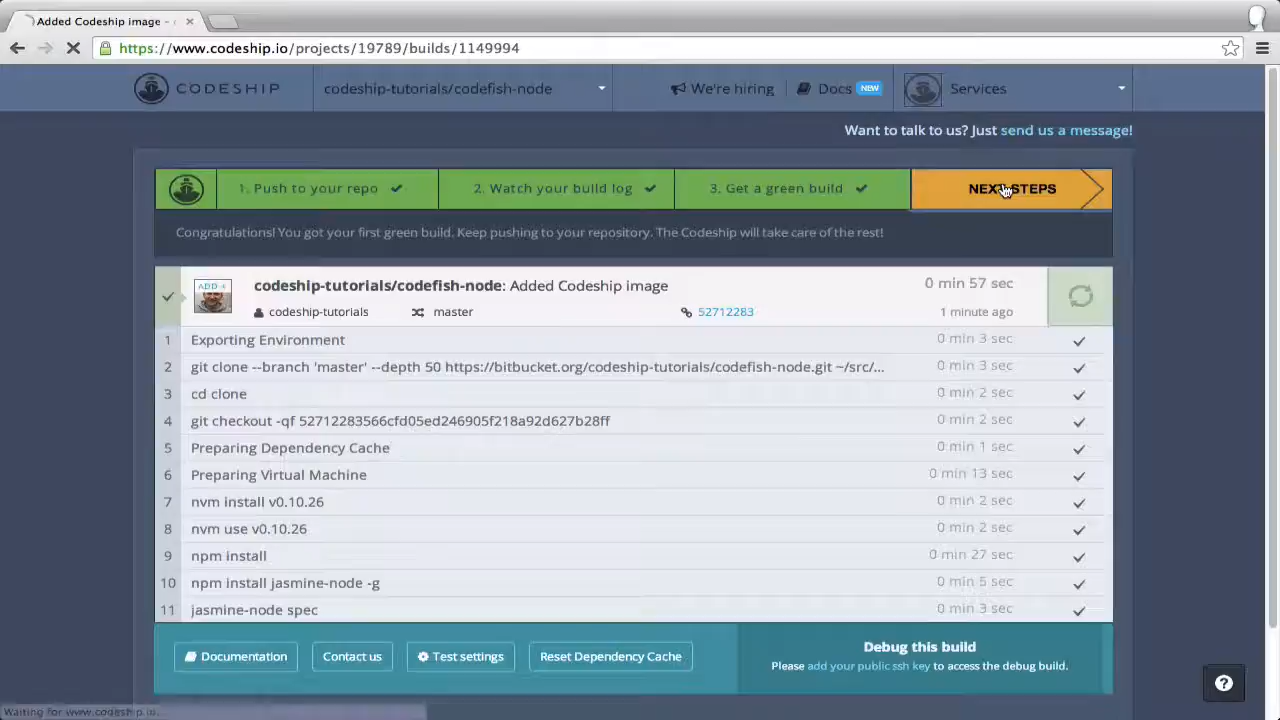 Added Codeship image - c
https://www.codeship.io/projects/19789/builds/1149994
CODESHIP
codeship-tutorials/codefish-node
We're hiring
Docs NEW
Services
Want to talk to us? Just send us a message!
1. Push to your repo
2. Watch your build log
3. Get a green build
NEXT STEPS
Congratulations! You got your first green build. Keep pushing to your repository. The Codeship will take care of the rest!
ADD +
codeship-tutorials/codefish-node: Added Codeship image
0 min 57 sec
codeship-tutorials
master
52712283
1 minute ago
1 Exporting Environment 0 min 3 sec
2 git clone --branch 'master' --depth 50 https://bitbucket.org/codeship-tutorials/codefish-node.git ~/src/... 0 min 3 sec
3 cd clone 0 min 2 sec
4 git checkout -qf 52712283566cfd05ed246905f218a92d627b28ff 0 min 2 sec
5 Preparing Dependency Cache 0 min 1 sec
6 Preparing Virtual Machine 0 min 13 sec
7 nvm install v0.10.26 0 min 2 sec
8 nvm use v0.10.26 0 min 2 sec
9 npm install 0 min 27 sec
10 npm install jasmine-node -g 0 min 5 sec
11 jasmine-node spec 0 min 3 sec
Documentation
Contact us
Test settings
Reset Dependency Cache
Debug this build
Please add your public ssh key to access the debug build.
?
Waiting for www.codeship.io...